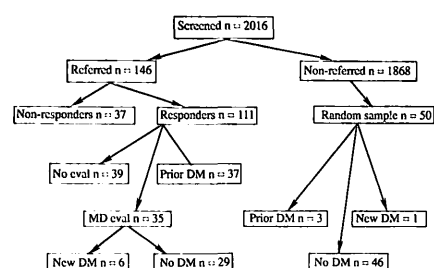 Screened n = 2016
Referred n = 146
Non-referred n = 1868
Non-responders n = 37
Responders n = 111
Random sample n = 50
No eval n = 39
Prior DM n = 37
MD eval n = 35
Prior DM n = 3
New DM n = 1
New DM n = 6
No DM n = 29
No DM n = 46